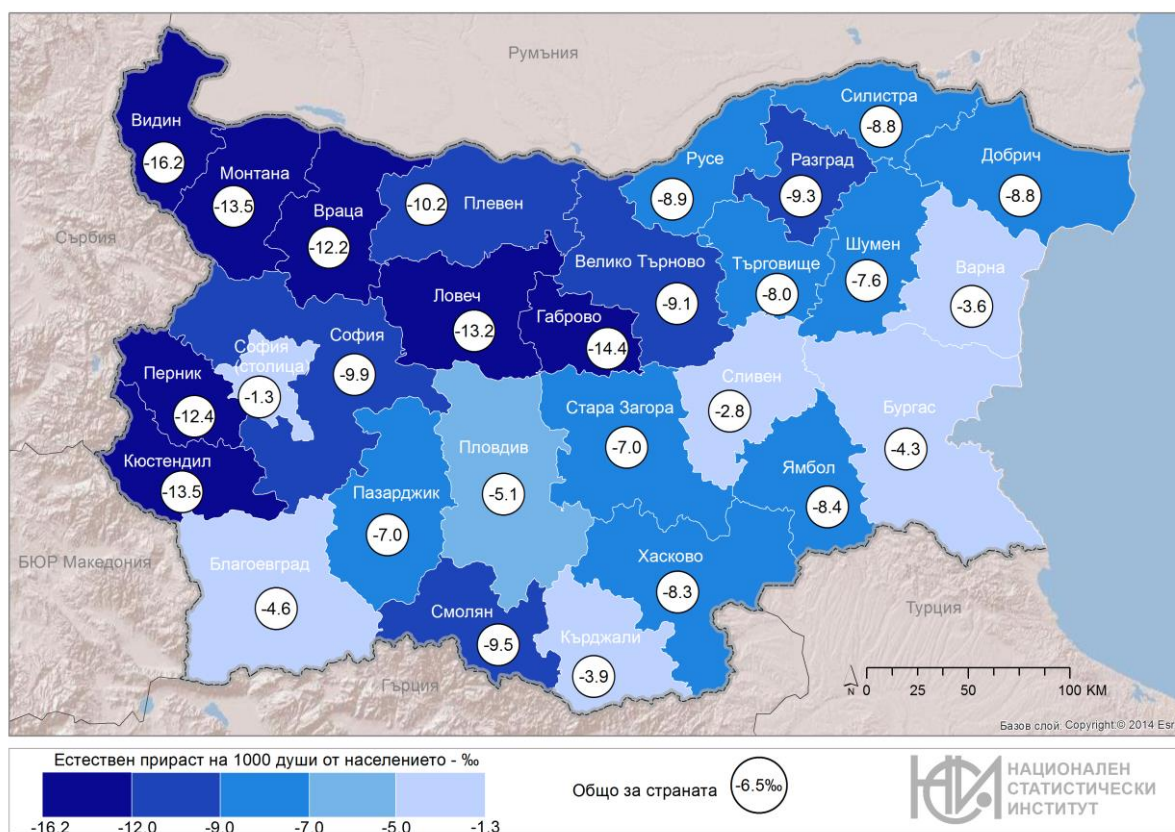 Румъния
Силистра
-8.8
Видин
-16.2
Русе
-8.9
Разград
-9.3
Добрич
-8.8
Монтана
-13.5
Враца
-12.2
-10.2
Плевен
Сърбия
Шумен
-7.6
Варна
-3.6
Велико Търново
-9.1
Търговище
-8.0
Ловеч
-13.2
Габрово
-14.4
София
(столица)
-1.3
София
-9.9
Перник
-12.4
Сливен
-2.8
Стара Загора
-7.0
Бургас
-4.3
Пловдив
-5.1
Кюстендил
-13.5
Ямбол
-8.4
Пазарджик
-7.0
БЮР Македония
Благоевград
-4.6
Хасково
-8.3
Смолян
-9.5
Кърджали
-3.9
Турция
Гърция
N
0 25 50 100 КМ
Базов слой: Copyright:© 2014 Esr
Естествен прираст на 1000 души от населението - ‰
-16.2 -12.0 -9.0 -7.0 -5.0 -1.3
Общо за страната
-6.5‰
НСИ
НАЦИОНАЛЕН
СТАТИСТИЧЕСКИ
ИНСТИТУТ